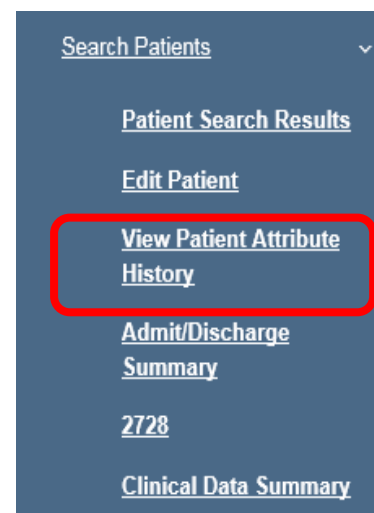 Search Patients
Patient Search Results
Edit Patient
View Patient Attribute
History
Admit/Discharge
Summary
2728
Clinical Data Summary